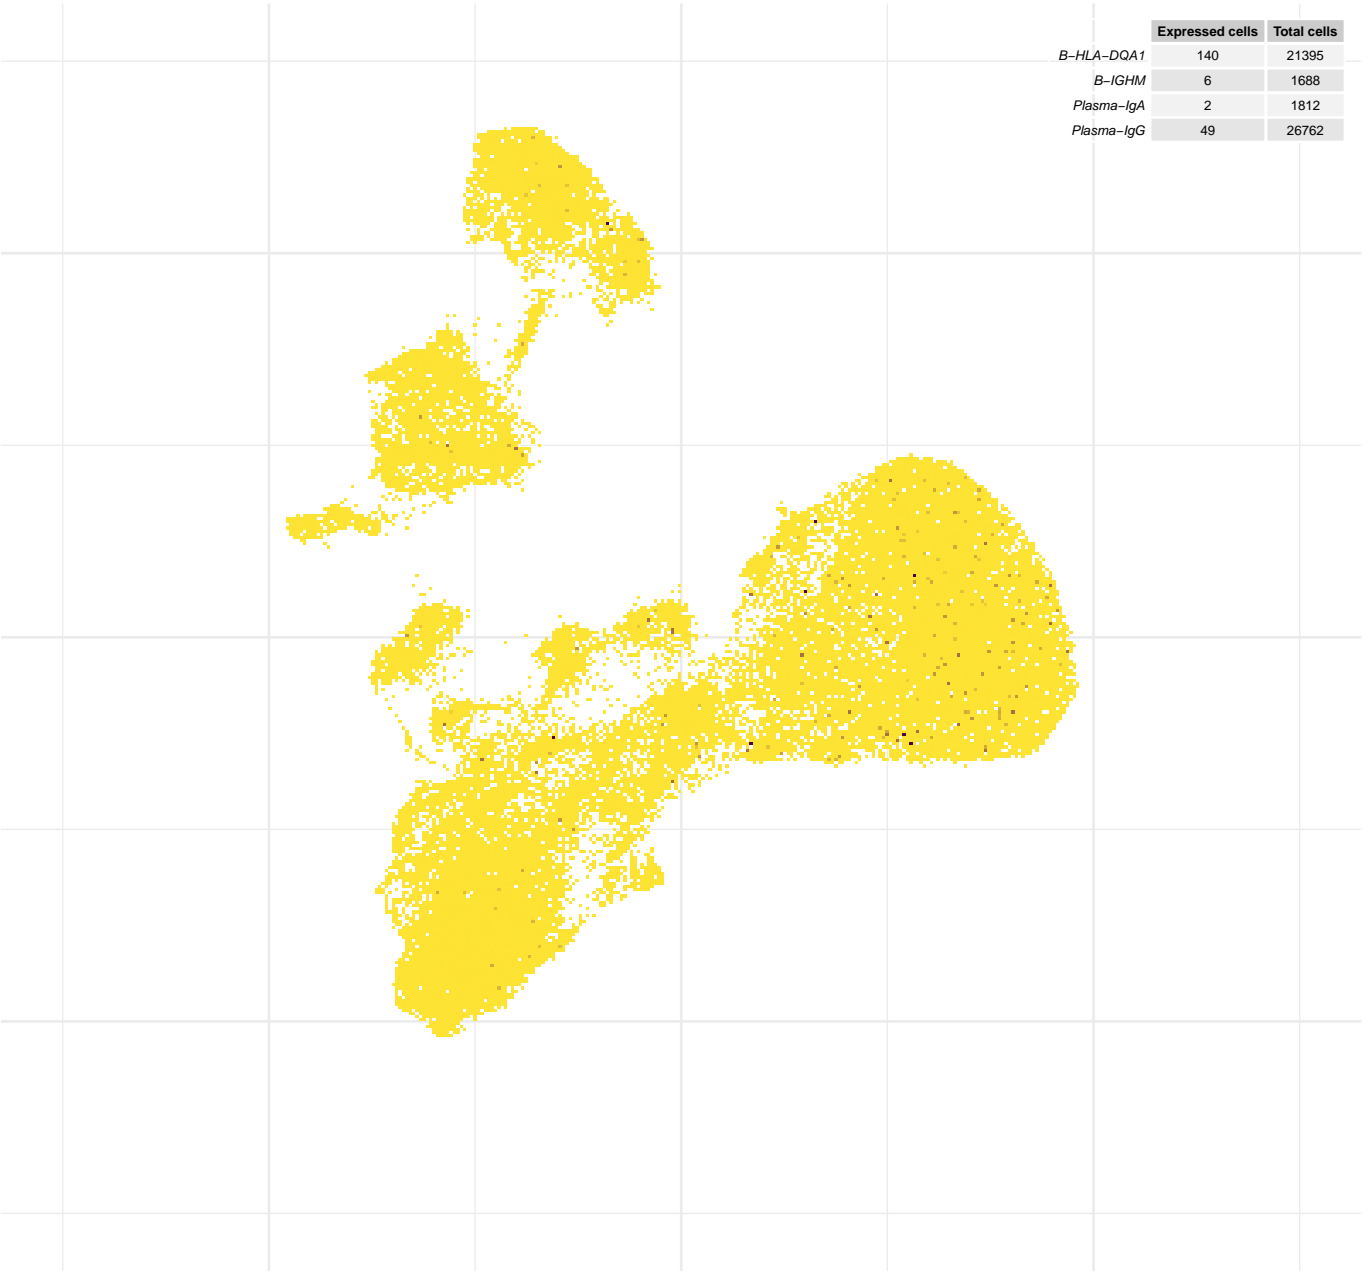 Expressed cells Total cells
B−HLA−DQA1 140 21395
B−IGHM 6 1688
Plasma−IgA 2 1812
Plasma−IgG 49 26762